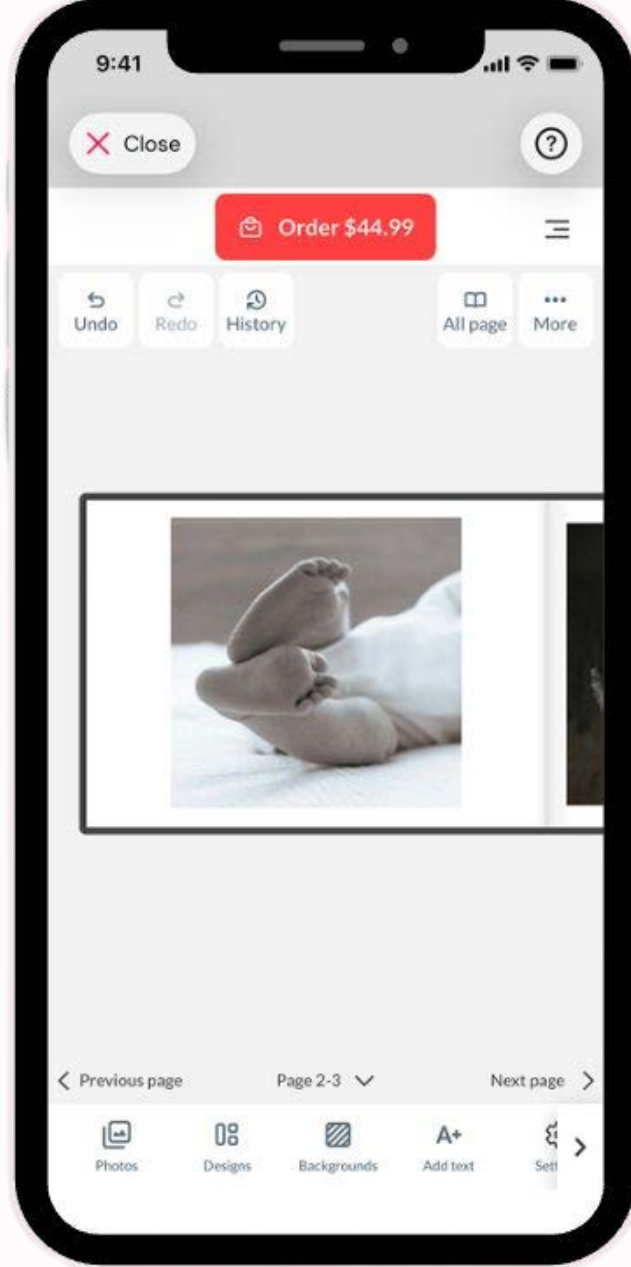 9:41
Close
Order $44.99
Undo
Redo
History
All page
More
Previous page
Page 2-3
Next page
Photos
Designs
Backgrounds
A+
Add text